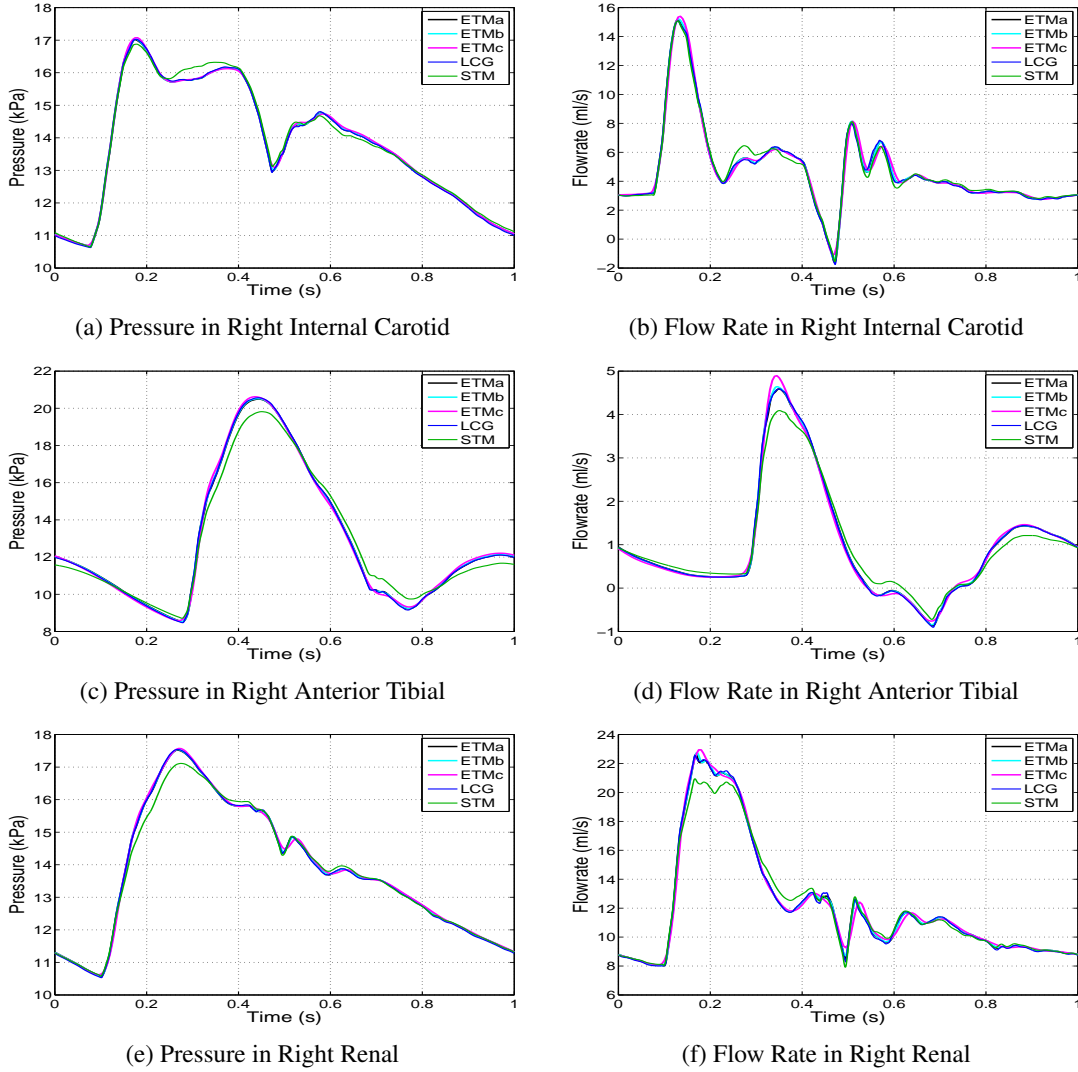 18
17
16
15
14
13
12
11
10
Pressure (kPa)
0 0.2 0.4 0.6 0.8 1
Time (s)
ETMa
ETMb
ETMc
LCG
STM
(a) Pressure in Right Internal Carotid
16
14
12
10
8
6
4
2
0
−2
Flowrate (ml/s)
0 0.2 0.4 0.6 0.8 1
Time (s)
ETMa
ETMb
ETMc
LCG
STM
(b) Flow Rate in Right Internal Carotid
22
20
18
16
14
12
10
8
Pressure (kPa)
0 0.2 0.4 0.6 0.8 1
Time (s)
ETMa
ETMb
ETMc
LCG
STM
(c) Pressure in Right Anterior Tibial
5
4
3
2
1
0
−1
Flowrate (ml/s)
0 0.2 0.4 0.6 0.8 1
Time (s)
ETMa
ETMb
ETMc
LCG
STM
(d) Flow Rate in Right Anterior Tibial
18
17
16
15
14
13
12
11
10
Pressure (kPa)
0 0.2 0.4 0.6 0.8 1
Time (s)
ETMa
ETMb
ETMc
LCG
STM
(e) Pressure in Right Renal
24
22
20
18
16
14
12
10
8
6
Flowrate (ml/s)
0 0.2 0.4 0.6 0.8 1
Time (s)
ETMa
ETMb
ETMc
LCG
STM
(f) Flow Rate in Right Renal